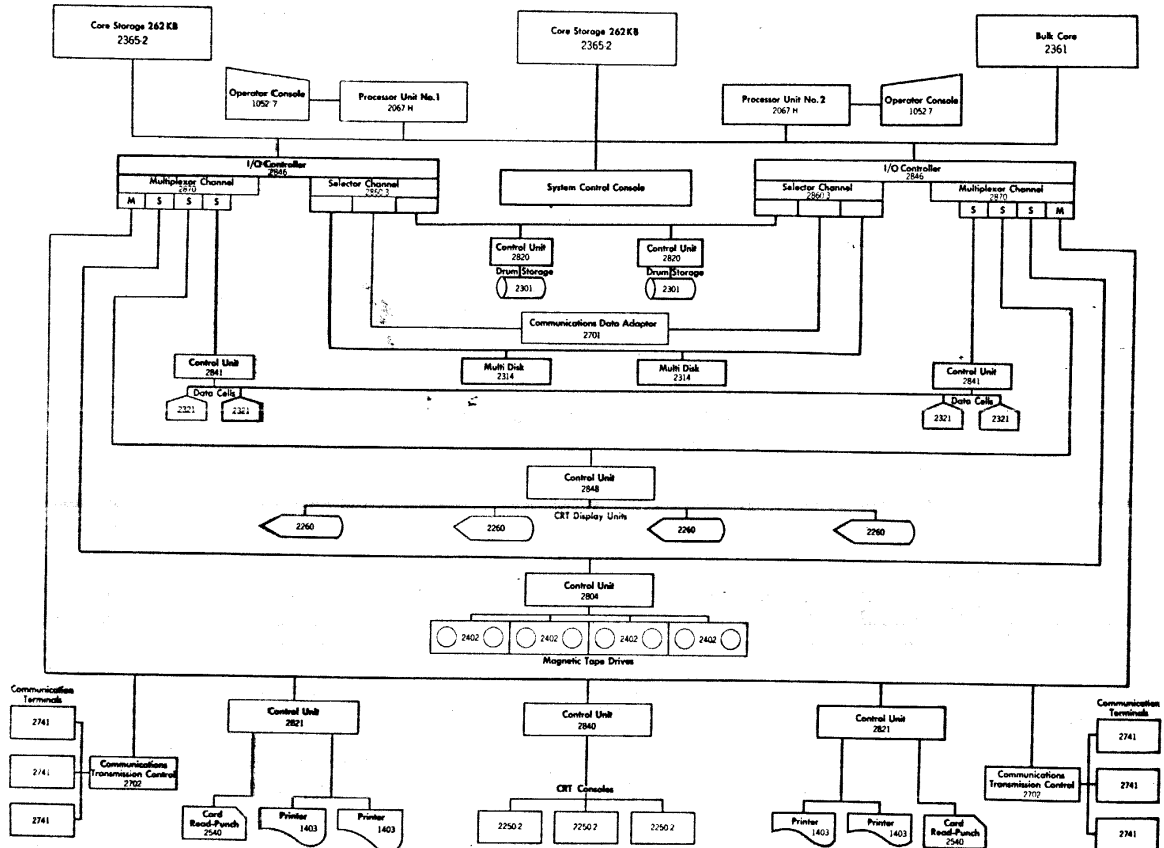 Core Storage 262 KB
2365-2
Core Storage 262KB
2365-2
Bulk Core
2361
Operator Console
1052 7
Processor Unit No.1
2067 H
Processor Unit No.2
2067 H
Operator Console
1052 7
I/O Controller
2846
Multiplexor Channel
2870
Selector Channel
2860.3
M S S S
System Control Console
I/O Controller
2846
Selector Channel
2860.3
Multiplexor Channel
2870
S S S M
Control Unit
2820
Drum Storage
2301
Control Unit
2820
Drum Storage
2301
Communications Data Adaptor
2701
Multi Disk
2314
Multi Disk
2314
Control Unit
2841
Data Cells
2321
2321
Control Unit
2841
Data Cells
2321
2321
Control Unit
2848
CRT Display Units
2260
2260
2260
2260
Control Unit
2804
2402
2402
2402
2402
Magnetic Tape Drives
Communication
Terminals
2741
2741
2741
Communications
Transmission Control
2702
Control Unit
2821
Card
Read-Punch
2540
Printer
1403
Printer
1403
Control Unit
2840
CRT Consoles
2250.2
2250.2
2250.2
Control Unit
2821
Printer
1403
Printer
1403
Card
Read-Punch
2540
Communications
Transmission Control
2702
Communication
Terminals
2741
2741
2741